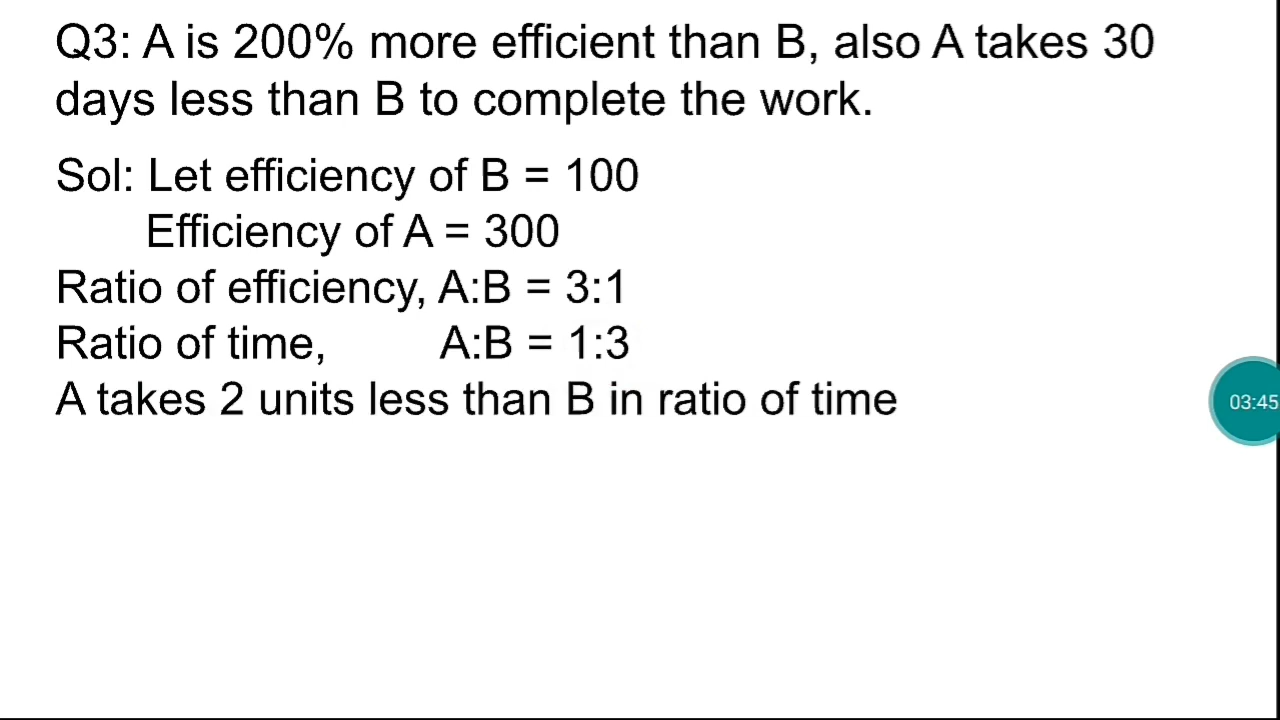 Q3: A is 200% more efficient than B, also A takes 30
days less than B to complete the work.
Sol: Let efficiency of B = 100
Efficiency of A = 300
Ratio of efficiency, A:B = 3:1
Ratio of time, A:B = 1:3
A takes 2 units less than B in ratio of time
03:45